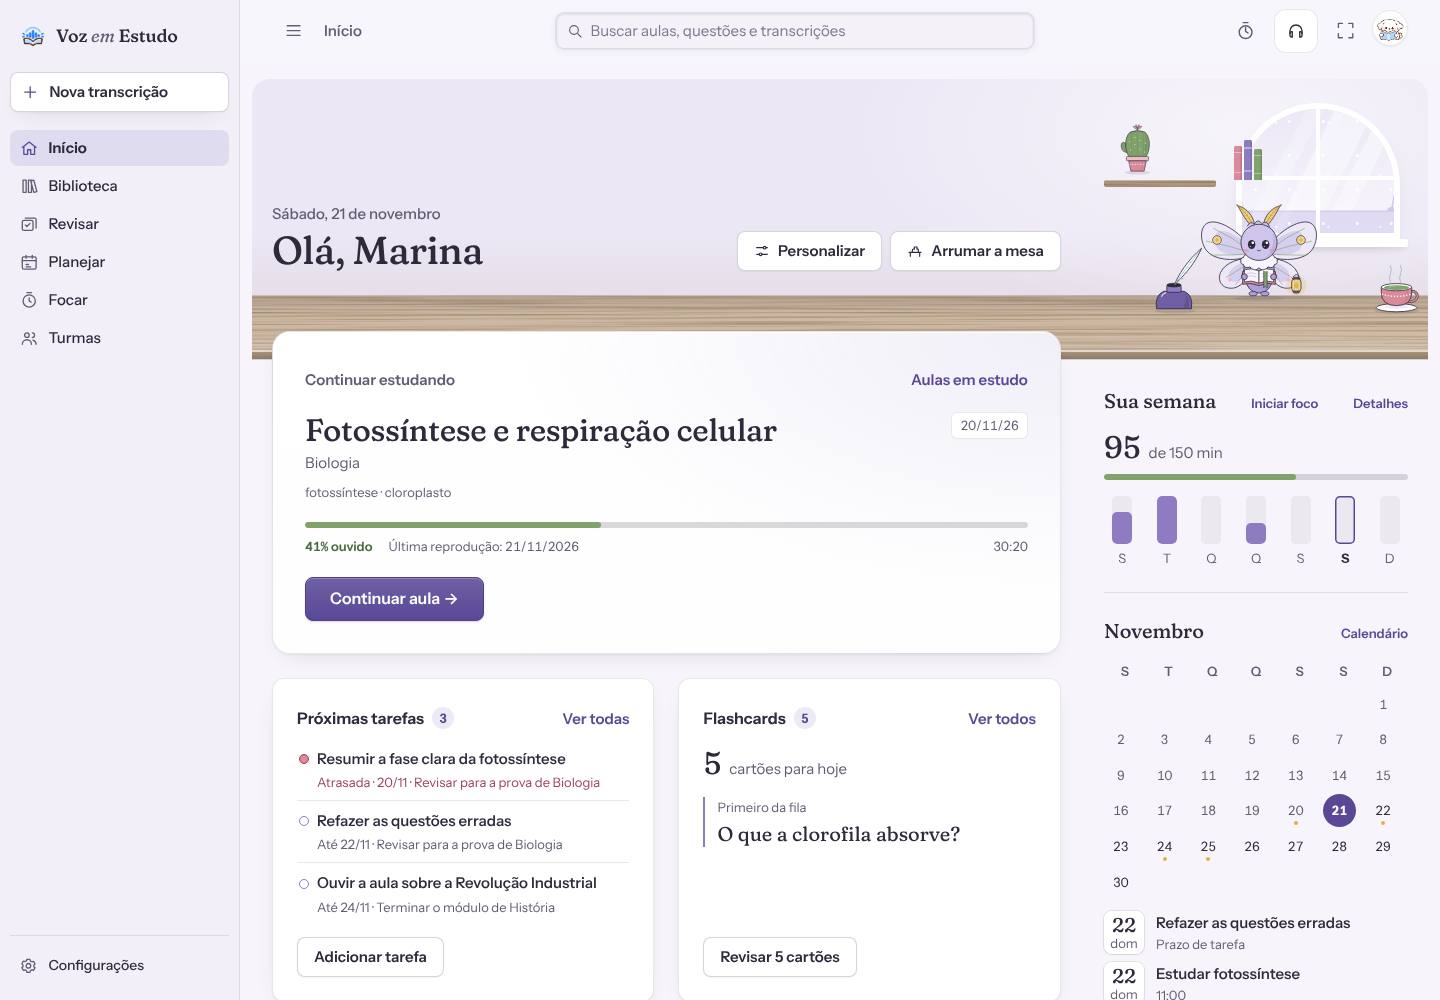 Voz em Estudo
Nova transcrição
Início
Biblioteca
Revisar
Planejar
Focar
Turmas
Configurações
Início
Buscar aulas, questões e transcrições
Sábado, 21 de novembro
Olá, Marina
Personalizar
Arrumar a mesa
Continuar estudando
Aulas em estudo
Fotossíntese e respiração celular
20/11/26
Biologia
fotossíntese · cloroplasto
41% ouvido
Última reprodução: 21/11/2026
30:20
Continuar aula →
Próximas tarefas 3
Ver todas
Resumir a fase clara da fotossíntese
Atrasada · 20/11 · Revisar para a prova de Biologia
Refazer as questões erradas
Até 22/11 · Revisar para a prova de Biologia
Ouvir a aula sobre a Revolução Industrial
Até 24/11 · Terminar o módulo de História
Adicionar tarefa
Flashcards 5
Ver todos
5 cartões para hoje
Primeiro da fila
O que a clorofila absorve?
Revisar 5 cartões
Sua semana
Iniciar foco
Detalhes
95 de 150 min
S T Q Q S S D
Novembro
Calendário
S T Q Q S S D
1
2 3 4 5 6 7 8
9 10 11 12 13 14 15
16 17 18 19 20 21 22
23 24 25 26 27 28 29
30
22 dom
Refazer as questões erradas
Prazo de tarefa
22 dom
Estudar fotossíntese
11:00